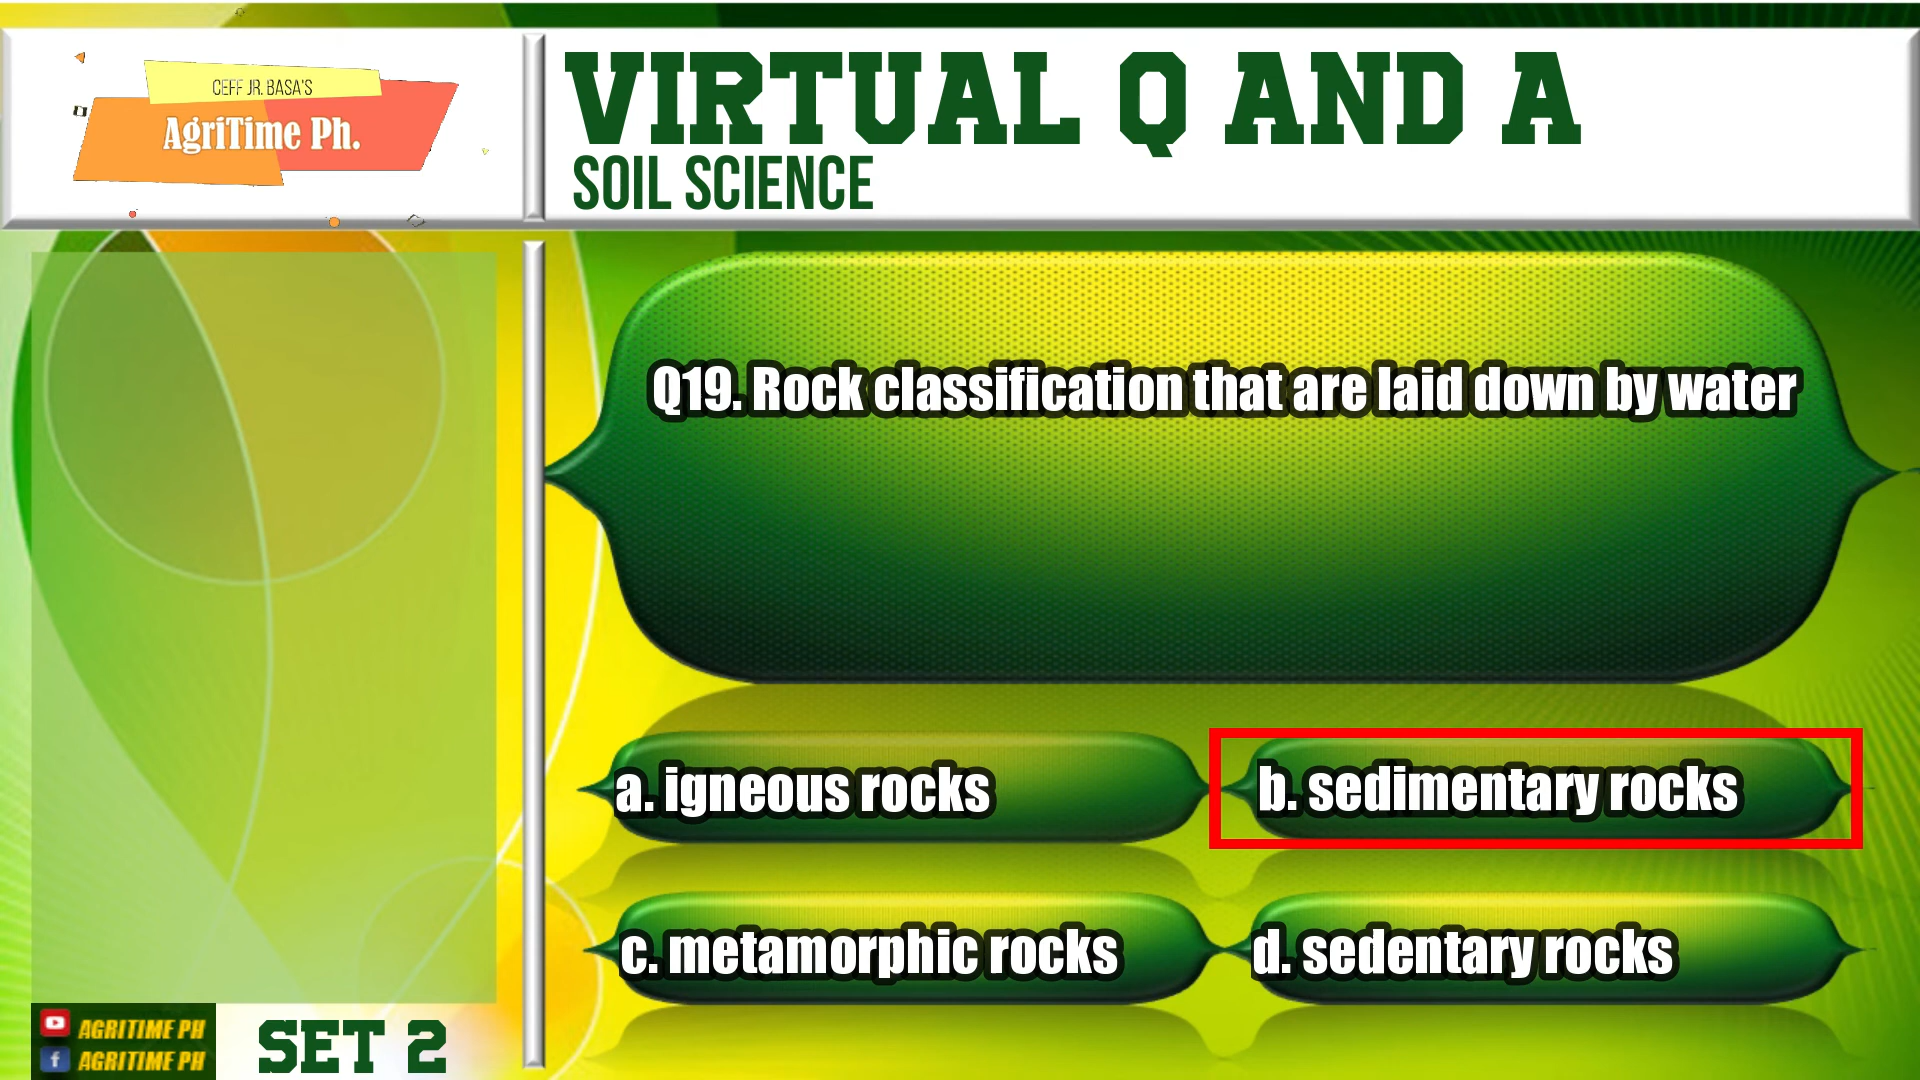 CEFF JR. BASA'S
AgriTime Ph.
VIRTUAL Q AND A
SOIL SCIENCE
Q19. Rock classification that are laid down by water
a. igneous rocks
b. sedimentary rocks
c. metamorphic rocks
d. sedentary rocks
AGRITIME PH
AGRITIME PH
SET 2